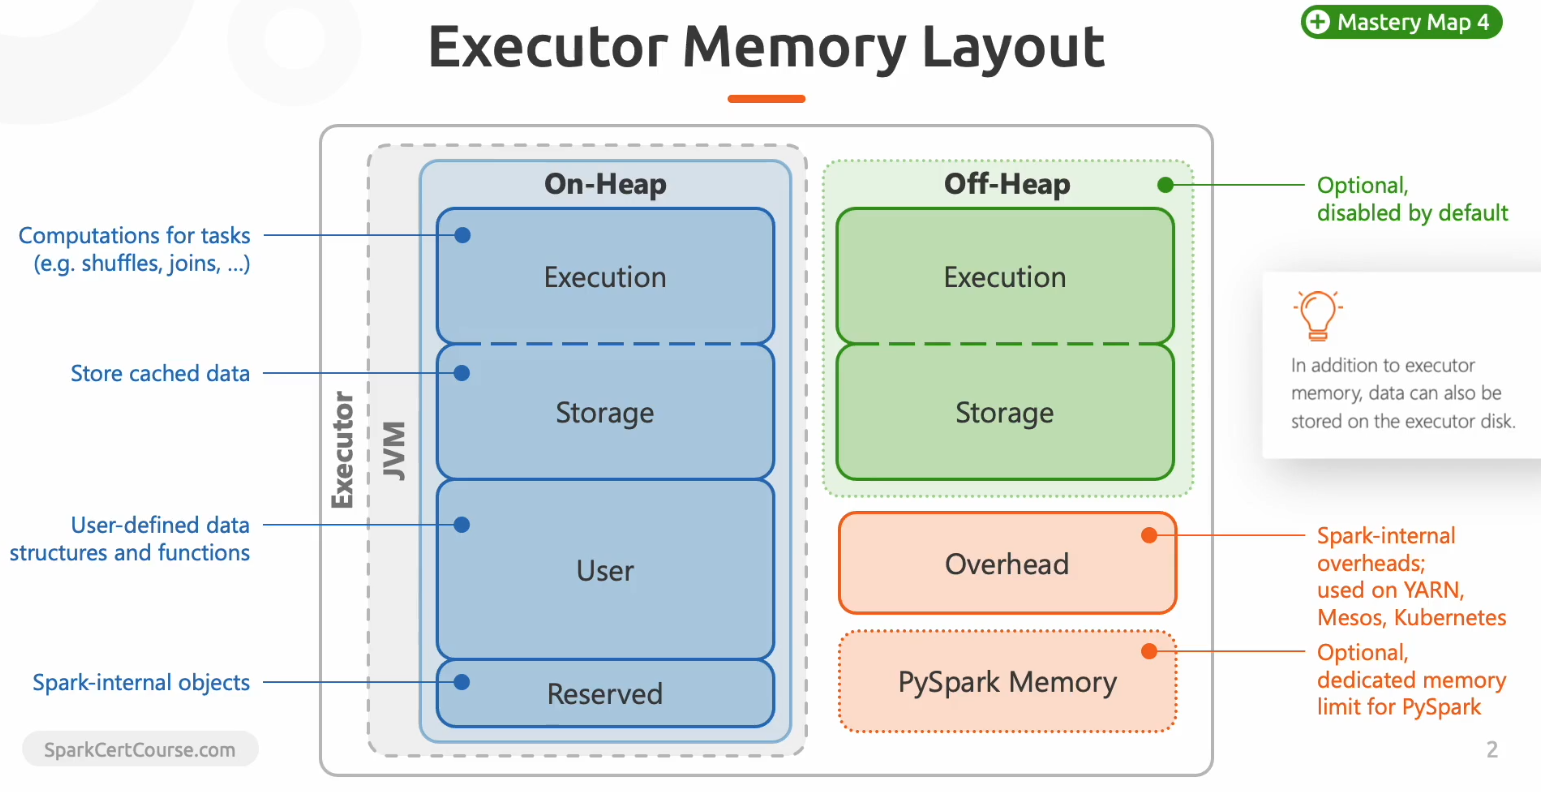 Executor Memory Layout
Mastery Map 4
Executor
JVM
On-Heap
Execution
Storage
User
Reserved
Off-Heap
Execution
Storage
Overhead
PySpark Memory
Computations for tasks
(e.g. shuffles, joins, ...)
Store cached data
User-defined data
structures and functions
Spark-internal objects
Optional,
disabled by default
In addition to executor
memory, data can also be
stored on the executor disk.
Spark-internal
overheads;
used on YARN,
Mesos, Kubernetes
Optional,
dedicated memory
limit for PySpark
SparkCertCourse.com
2